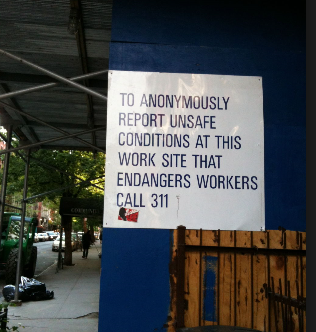 TO ANONYMOUSLY
REPORT UNSAFE
CONDITIONS AT THIS
WORK SITE THAT
ENDANGERS WORKERS
CALL 311